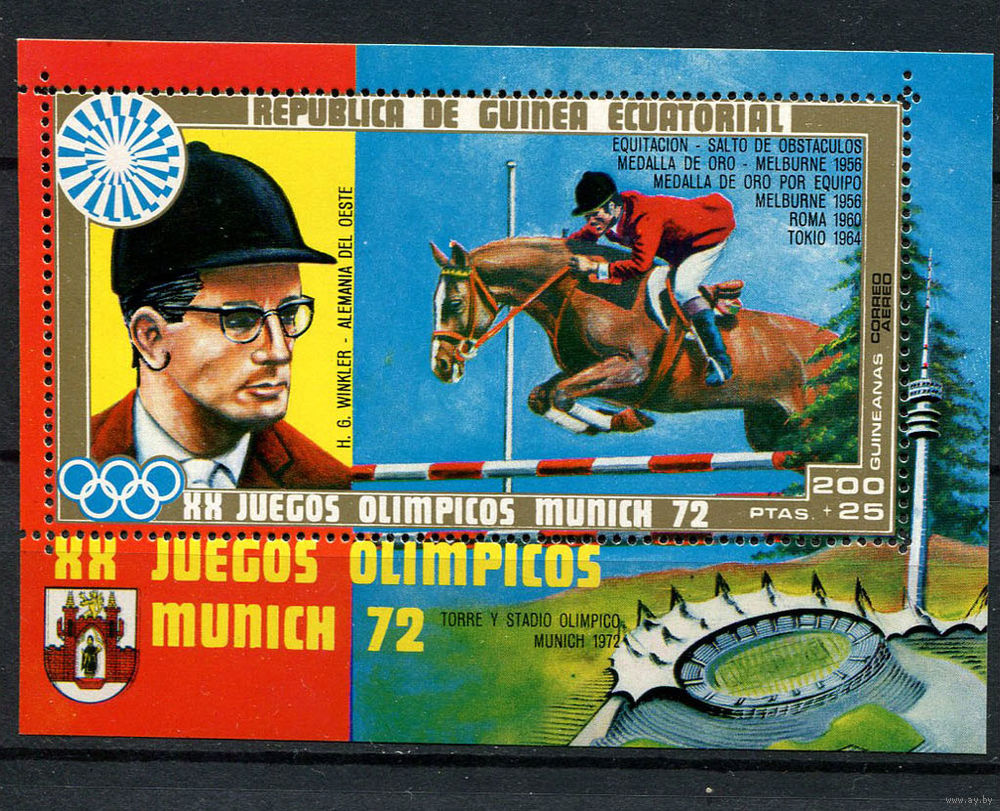 REPUBLICA DE GUINEA ECUATORIAL
EQUITACION - SALTO DE OBSTACULOS
MEDALLA DE ORO - MELBURNE 1956
MEDALLA DE ORO POR EQUIPO
MELBURNE 1956
ROMA 1960
TOKIO 1964
H. G. WINKLER - ALEMANIA DEL OESTE
CORREO
AEREO
GUINEANAS
200
PTAS. + 25
XX JUEGOS OLIMPICOS MUNICH 72
XX JUEGOS OLIMPICOS
MUNICH 72
TORRE Y STADIO OLIMPICO
MUNICH 1972
www.ay.by